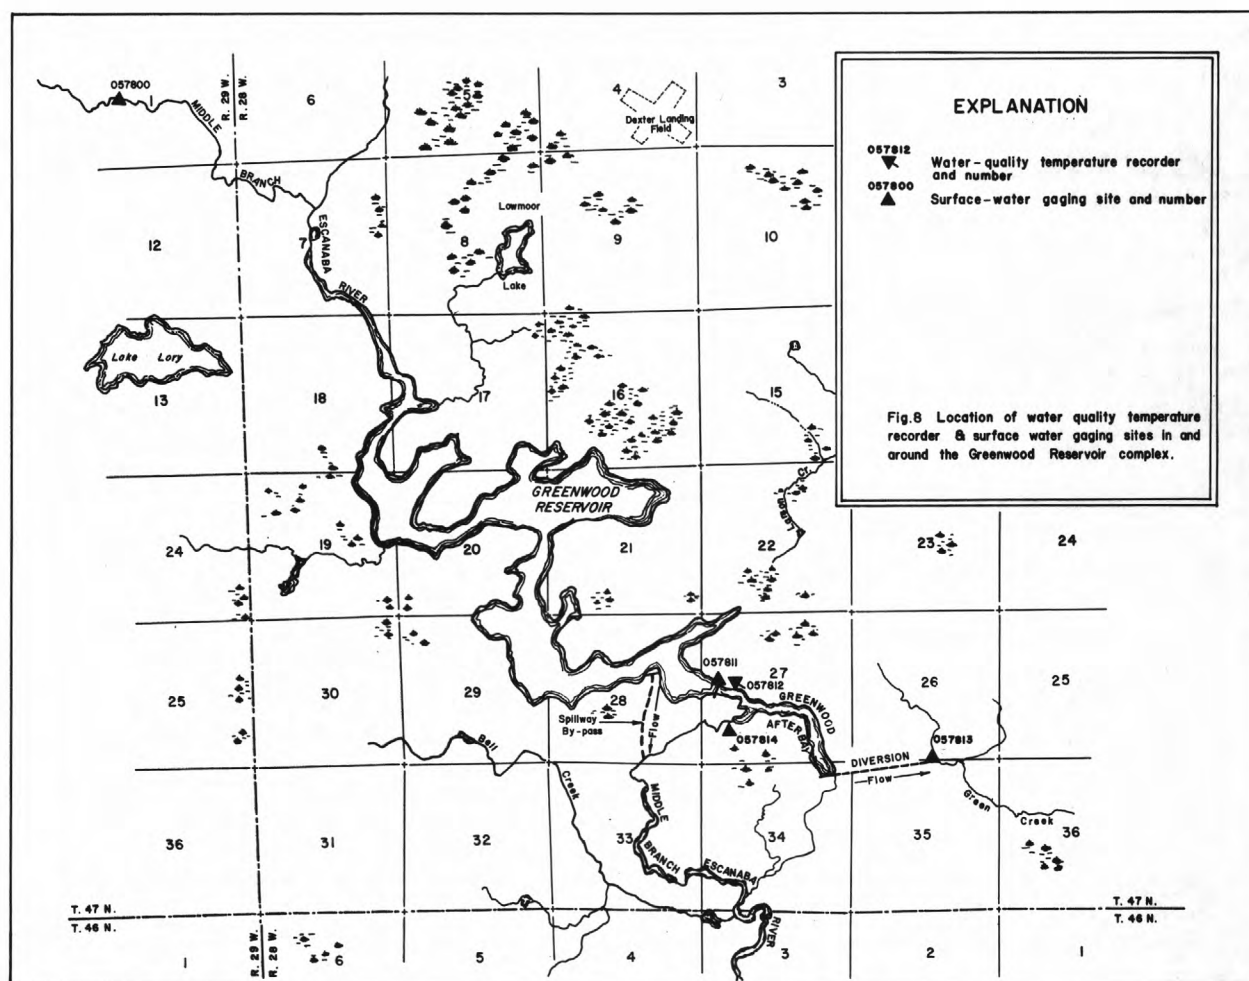 EXPLANATION
057812
Water-quality temperature recorder
and number
057800
Surface-water gaging site and number
Fig.8 Location of water quality temperature
recorder & surface water gaging sites in and
around the Greenwood Reservoir complex.
057800
1
MIDDLE
R. 29 W.
R. 28 W.
6
5
4
3
Dexter Landing
Field
BRANCH
ESCANABA
RIVER
12
7
8
9
10
Lowmoor
Lake
Lake Lory
13
18
17
16
15
GREENWOOD
RESERVOIR
Cr.
24
19
20
21
22
23
24
25
30
29
28
27
26
25
057811
057812
GREENWOOD
AFTERBAY
057814
Spillway
By-pass
Flow
057813
DIVERSION
Flow
Green
Creek
Bell
Creek
MIDDLE
BRANCH
ESCANABA
RIVER
36
31
32
33
34
35
36
T. 47 N.
T. 46 N.
T. 47 N.
T. 46 N.
R. 29 W.
R. 28 W.
1
6
5
4
3
2
1